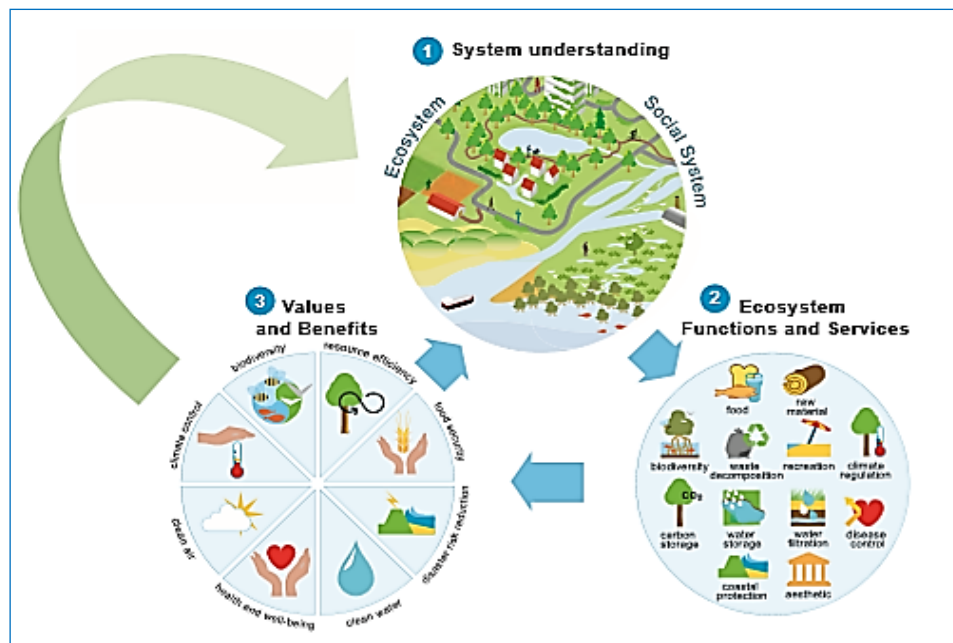 1 System understanding
Ecosystem
Social System
3 Values
and Benefits
biodiversity
resource efficiency
food security
disaster risk reduction
clean water
health and well-being
clean air
climate control
2 Ecosystem
Functions and Services
food
raw
material
biodiversity
waste
decomposition
recreation
climate
regulation
CO₂
carbon
storage
water
storage
water
filtration
disease
control
coastal
protection
aesthetic